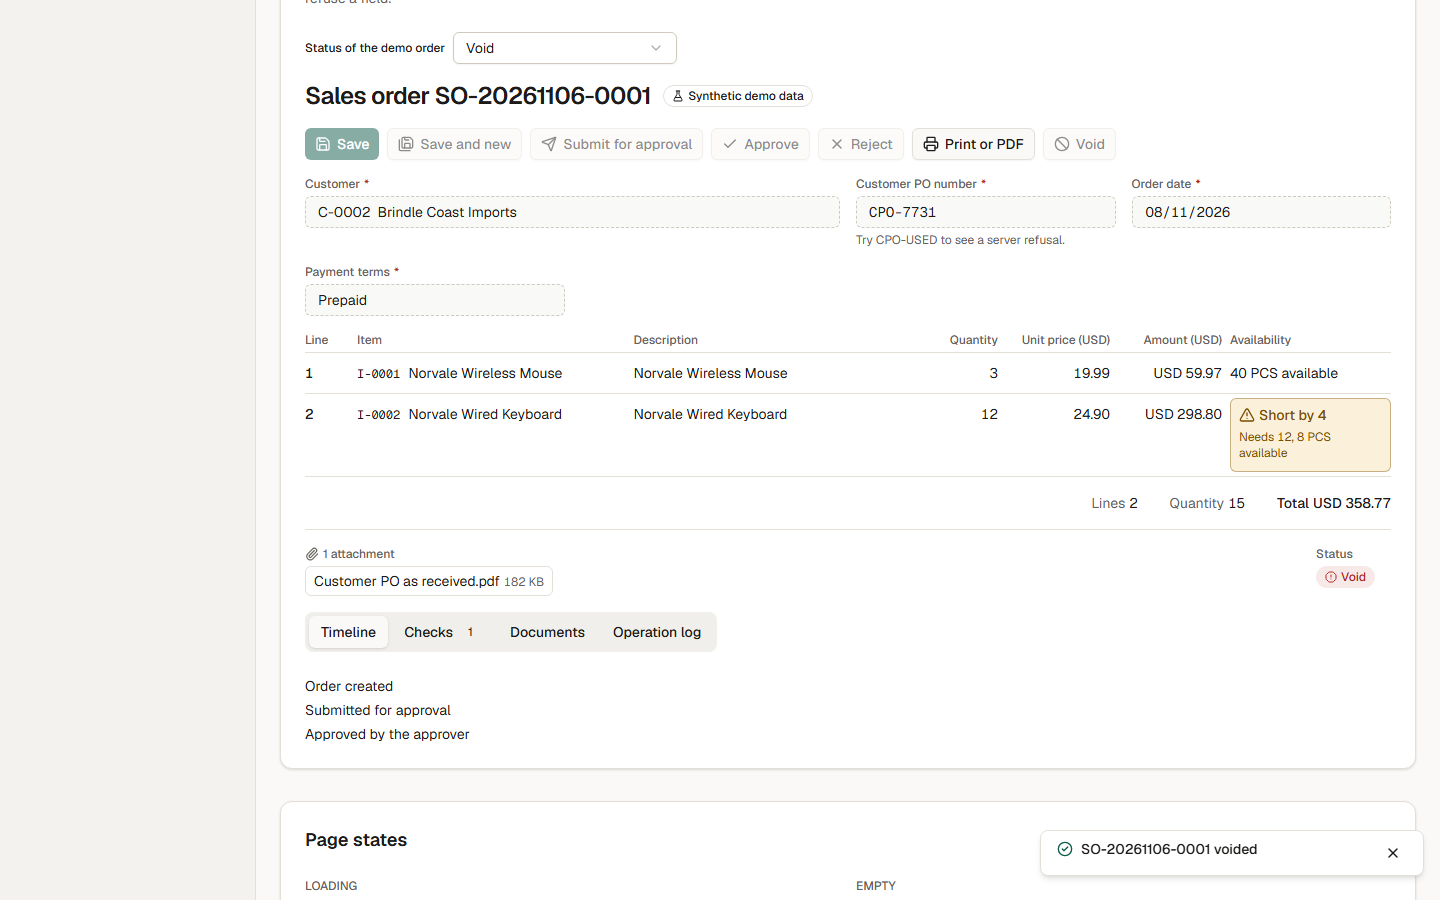 Status of the demo order Void
Sales order SO-20261106-0001 Synthetic demo data
Save Save and new Submit for approval Approve Reject Print or PDF Void
Customer * Customer PO number * Order date *
C-0002 Brindle Coast Imports CPO-7731 08/11/2026
Try CPO-USED to see a server refusal.
Payment terms *
Prepaid
Line Item Description Quantity Unit price (USD) Amount (USD) Availability
1 I-0001 Norvale Wireless Mouse Norvale Wireless Mouse 3 19.99 USD 59.97 40 PCS available
2 I-0002 Norvale Wired Keyboard Norvale Wired Keyboard 12 24.90 USD 298.80 Short by 4
Needs 12, 8 PCS
available
Lines 2 Quantity 15 Total USD 358.77
1 attachment Status
Customer PO as received.pdf 182 KB Void
Timeline Checks 1 Documents Operation log
Order created
Submitted for approval
Approved by the approver
Page states
SO-20261106-0001 voided
LOADING EMPTY